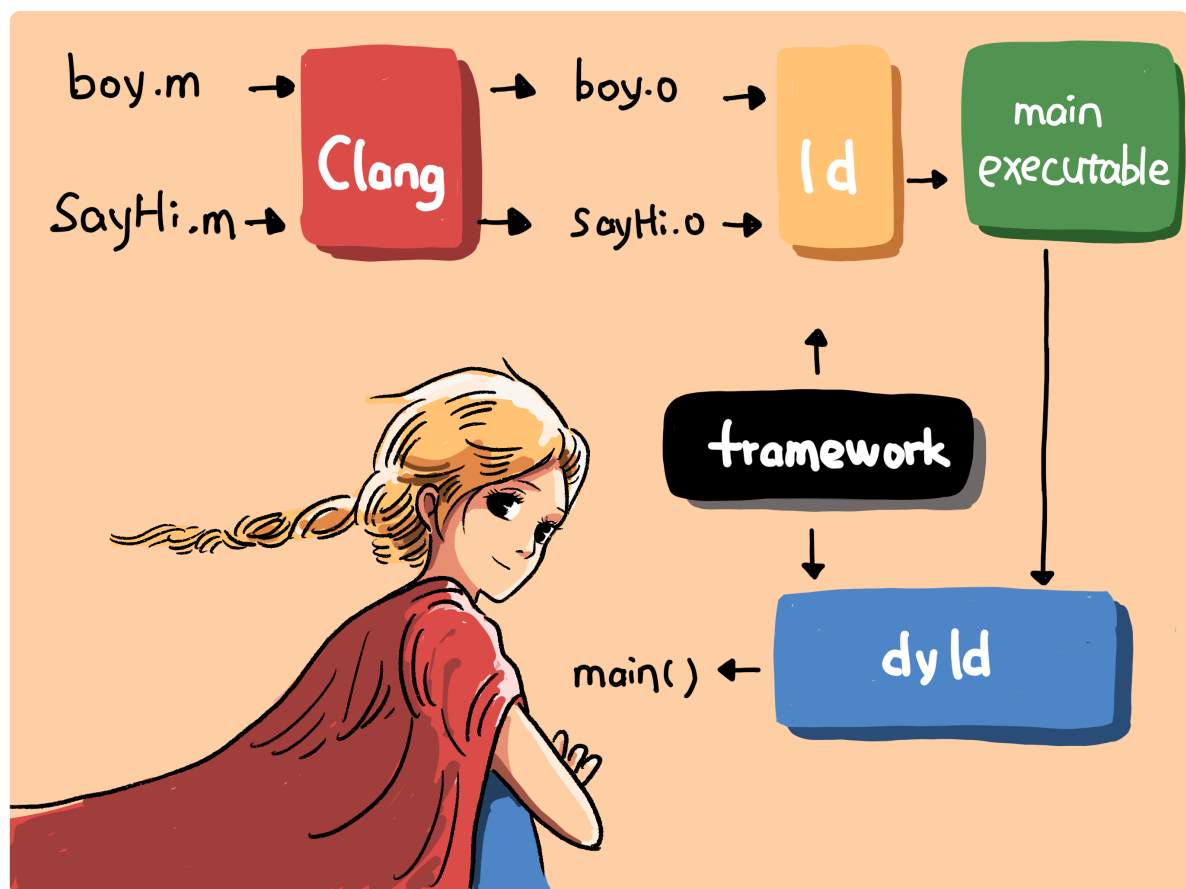 boy.m
Clang
boy.o
ld
main
executable
SayHi.m
sayHi.o
framework
dyld
main()